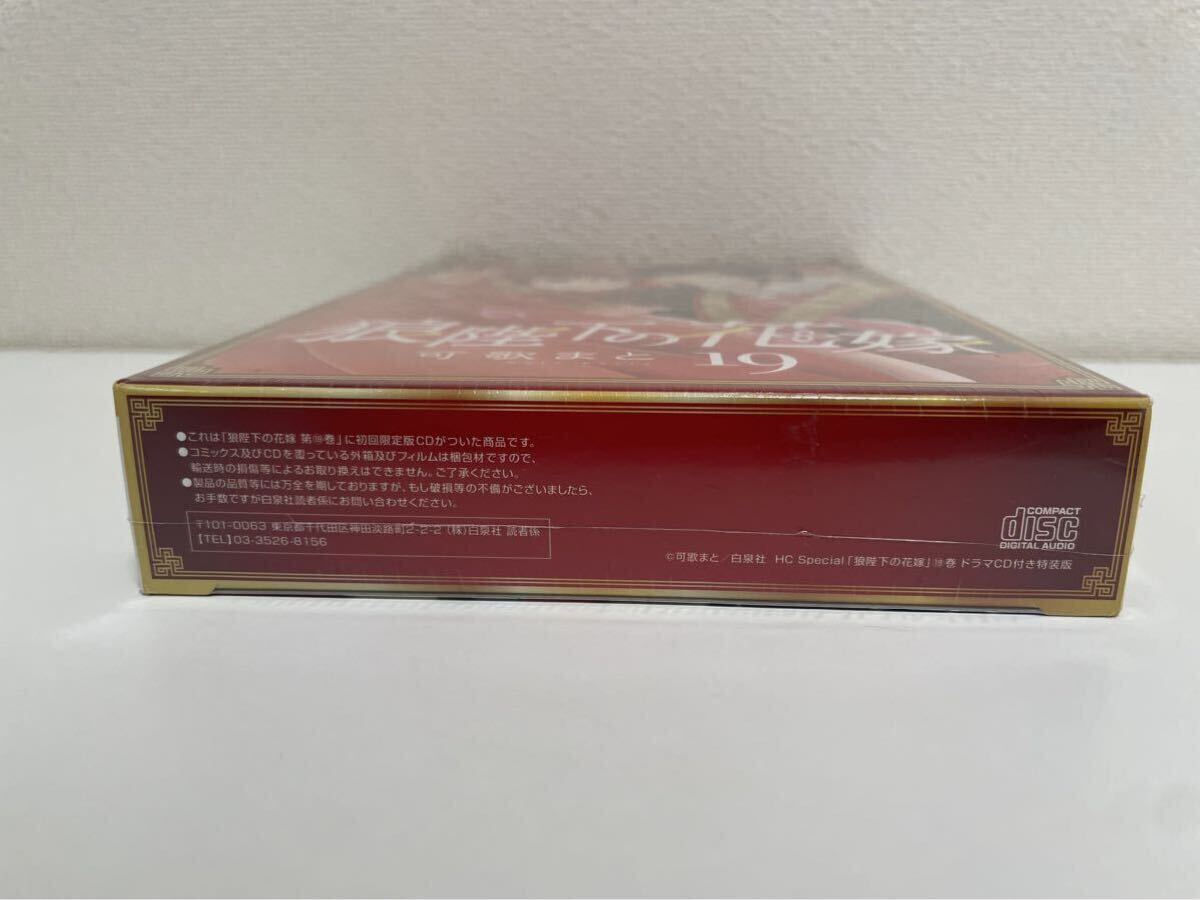 狼陛下の花嫁
可歌まと 19
●これは「狼陛下の花嫁 第⑲巻」に初回限定版CDがついた商品です。
●コミックス及びCDを覆っている外箱及びフィルムは梱包材ですので、
輸送時の損傷等によるお取り換えはできません。ご了承ください。
●製品の品質等には万全を期しておりますが、もし破損等の不備がございましたら、
お手数ですが白泉社読者係にお問い合わせください。
〒101-0063 東京都千代田区神田淡路町2-2-2 (株)白泉社 読者係
【TEL】03-3526-8156
COMPACT
disc
DIGITAL AUDIO
©可歌まと/白泉社 HC Special「狼陛下の花嫁」⑲巻 ドラマCD付き特装版